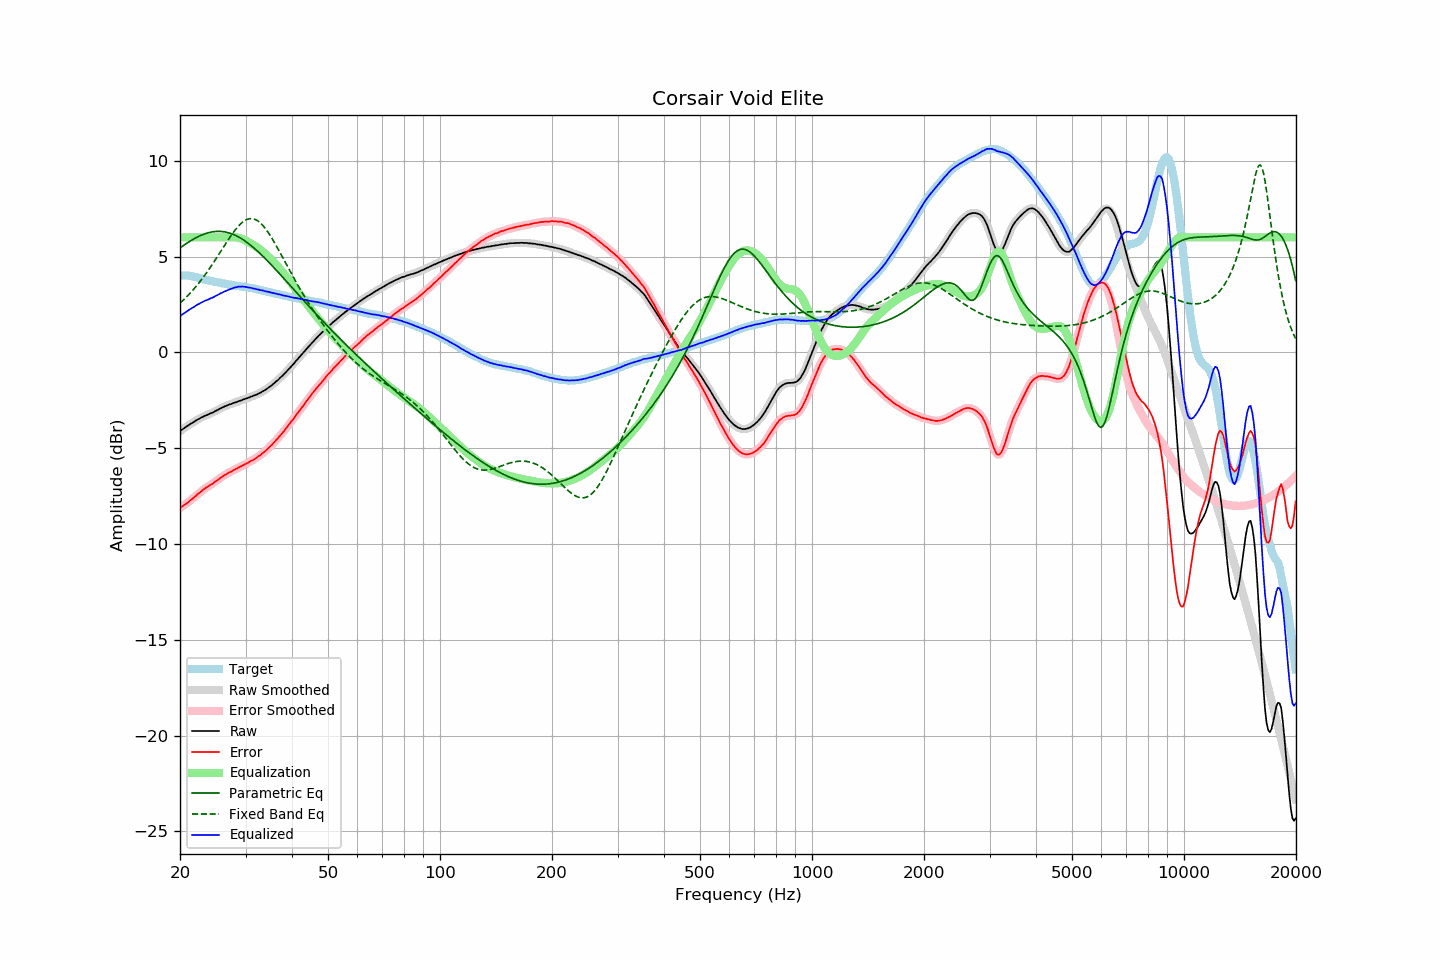 Corsair Void Elite
10
5
0
−5
−10
−15
−20
−25
Amplitude (dBr)
Target
Raw Smoothed
Error Smoothed
Raw
Error
Equalization
Parametric Eq
Fixed Band Eq
Equalized
20 50 100 200 500 1000 2000 5000 10000 20000
Frequency (Hz)